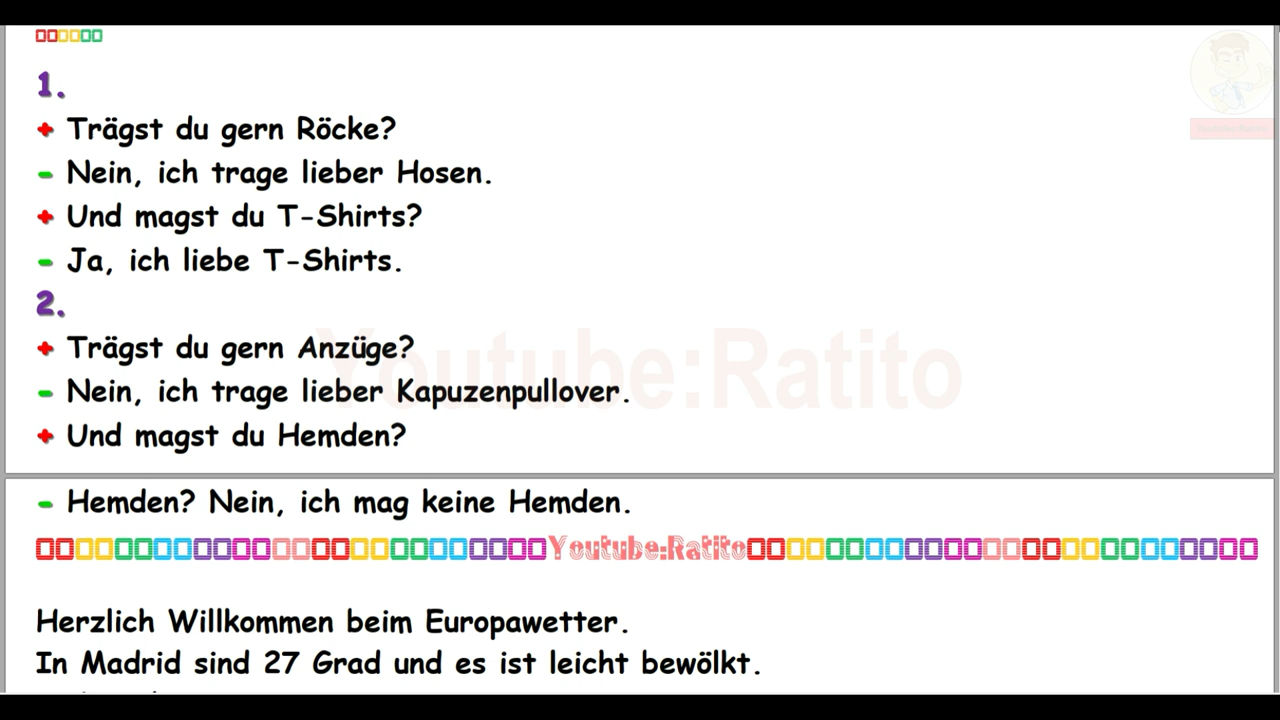 1.
+ Trägst du gern Röcke?
- Nein, ich trage lieber Hosen.
+ Und magst du T-Shirts?
- Ja, ich liebe T-Shirts.
2.
+ Trägst du gern Anzüge?
- Nein, ich trage lieber Kapuzenpullover.
+ Und magst du Hemden?
Youtube:Ratito
- Hemden? Nein, ich mag keine Hemden.
Youtube:Ratito
Herzlich Willkommen beim Europawetter.
In Madrid sind 27 Grad und es ist leicht bewölkt.